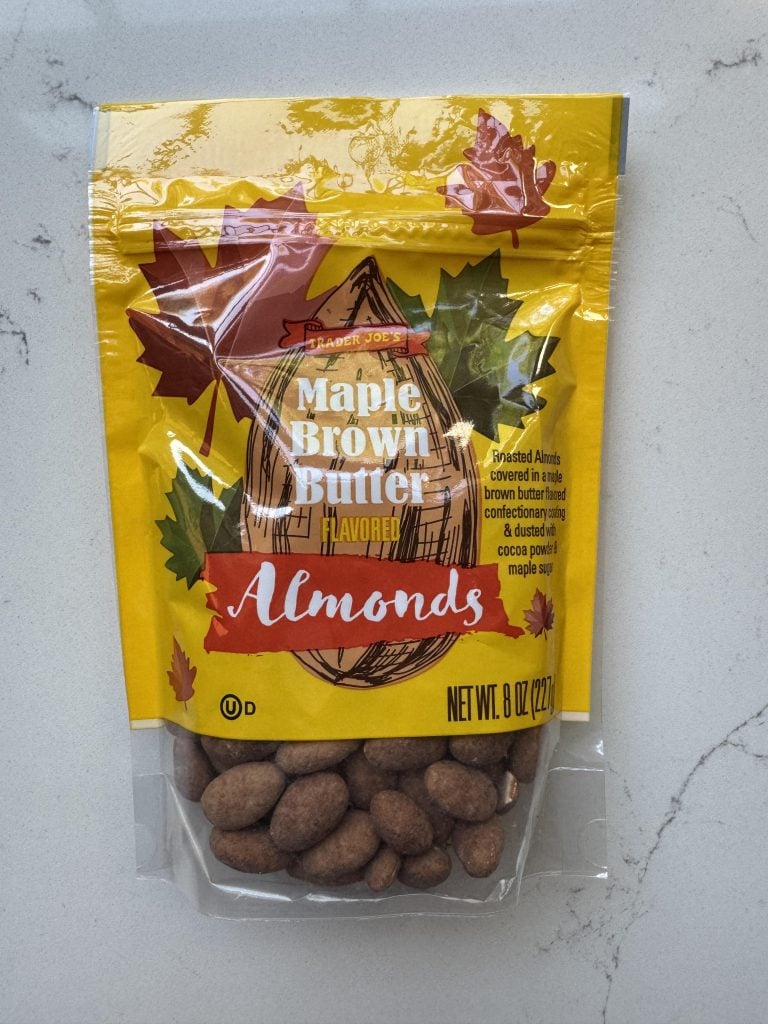 TRADER JOE'S
Maple
Brown
Butter
FLAVORED
Almonds
Roasted Almonds
covered in a maple
brown butter flavored
confectionary coating
& dusted with
cocoa powder &
maple sugar
Ⓤ D
NET WT. 8 OZ (227g